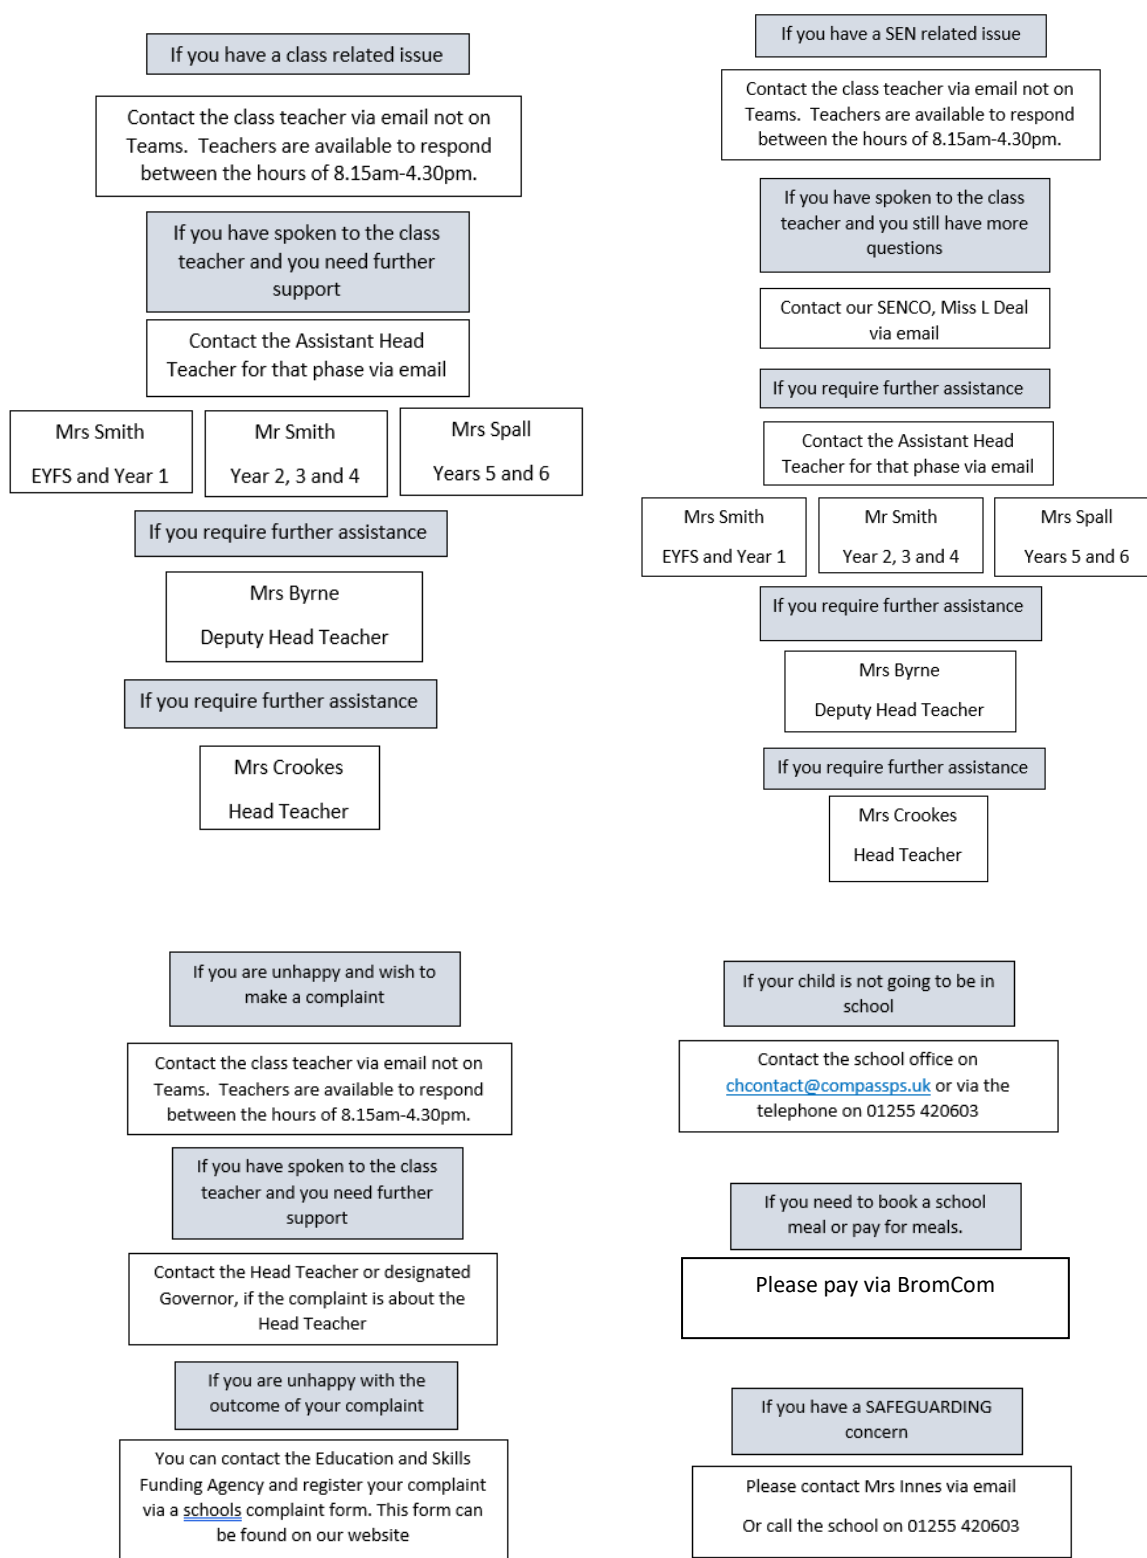 If you have a class related issue
Contact the class teacher via email not on
Teams.  Teachers are available to respond
between the hours of 8.15am-4.30pm.
If you have spoken to the class
teacher and you need further
support
Contact the Assistant Head
Teacher for that phase via email
Mrs Smith
EYFS and Year 1
Mr Smith
Year 2, 3 and 4
Mrs Spall
Years 5 and 6
If you require further assistance
Mrs Byrne
Deputy Head Teacher
If you require further assistance
Mrs Crookes
Head Teacher
If you have a SEN related issue
Contact the class teacher via email not on
Teams.  Teachers are available to respond
between the hours of 8.15am-4.30pm.
If you have spoken to the class
teacher and you still have more
questions
Contact our SENCO, Miss L Deal
via email
If you require further assistance
Contact the Assistant Head
Teacher for that phase via email
Mrs Smith
EYFS and Year 1
Mr Smith
Year 2, 3 and 4
Mrs Spall
Years 5 and 6
If you require further assistance
Mrs Byrne
Deputy Head Teacher
If you require further assistance
Mrs Crookes
Head Teacher
If you are unhappy and wish to
make a complaint
Contact the class teacher via email not on
Teams.  Teachers are available to respond
between the hours of 8.15am-4.30pm.
If you have spoken to the class
teacher and you need further
support
Contact the Head Teacher or designated
Governor, if the complaint is about the
Head Teacher
If you are unhappy with the
outcome of your complaint
You can contact the Education and Skills
Funding Agency and register your complaint
via a schools complaint form. This form can
be found on our website
If your child is not going to be in
school
Contact the school office on
chcontact@compassps.uk or via the
telephone on 01255 420603
If you need to book a school
meal or pay for meals.
Please pay via BromCom
If you have a SAFEGUARDING
concern
Please contact Mrs Innes via email
Or call the school on 01255 420603